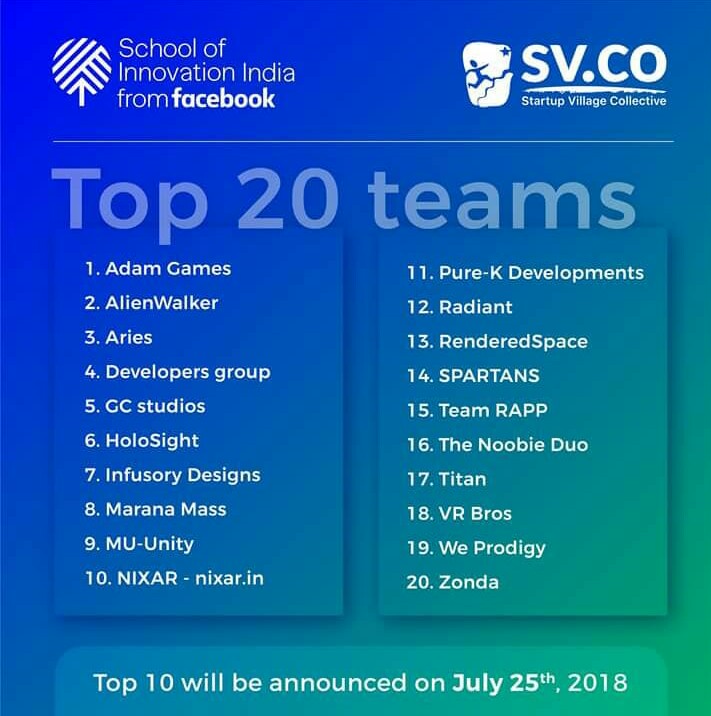 School of
Innovation India
from facebook
SV.CO
Startup Village Collective
Top 20 teams
1. Adam Games
2. AlienWalker
3. Aries
4. Developers group
5. GC studios
6. HoloSight
7. Infusory Designs
8. Marana Mass
9. MU-Unity
10. NIXAR - nixar.in
11. Pure-K Developments
12. Radiant
13. RenderedSpace
14. SPARTANS
15. Team RAPP
16. The Noobie Duo
17. Titan
18. VR Bros
19. We Prodigy
20. Zonda
Top 10 will be announced on July 25th, 2018